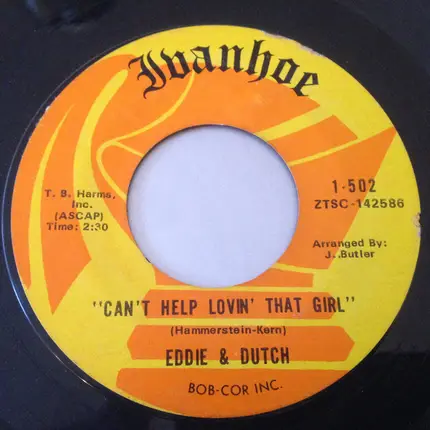 Ivanhoe
T. B. Harms, Inc.
(ASCAP)
Time: 2:30
1-502
ZTSC-142586
Arranged By:
J. Butler
"CAN'T HELP LOVIN' THAT GIRL"
(Hammerstein-Kern)
EDDIE & DUTCH
BOB-COR INC.